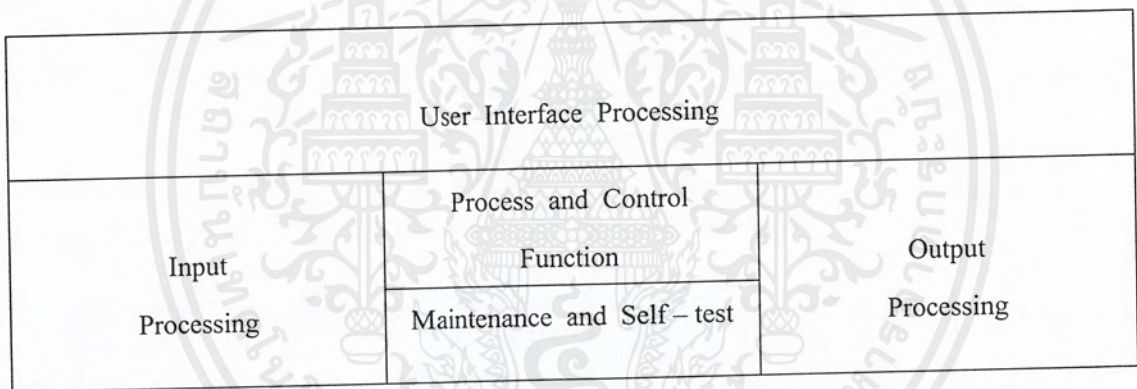 User Interface Processing
Input
Processing
Process and Control
Function
Maintenance and Self – test
Output
Processing